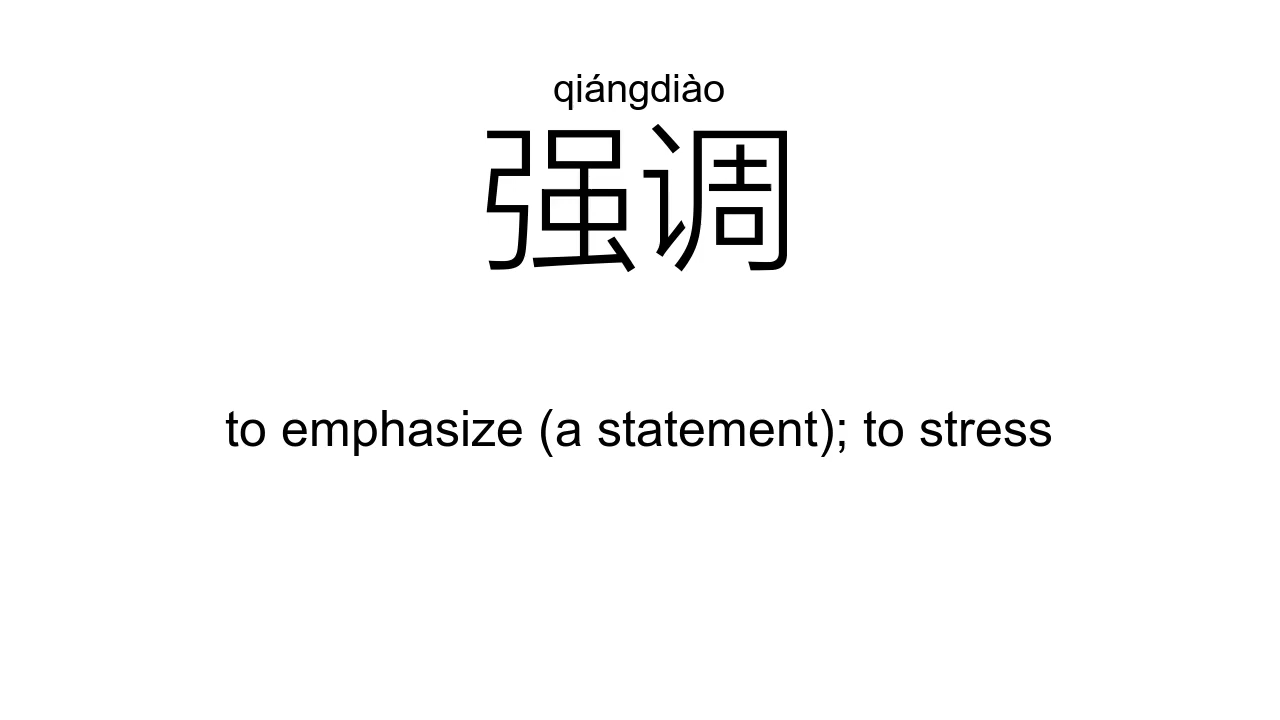 qiángdiào
强调
to emphasize (a statement); to stress